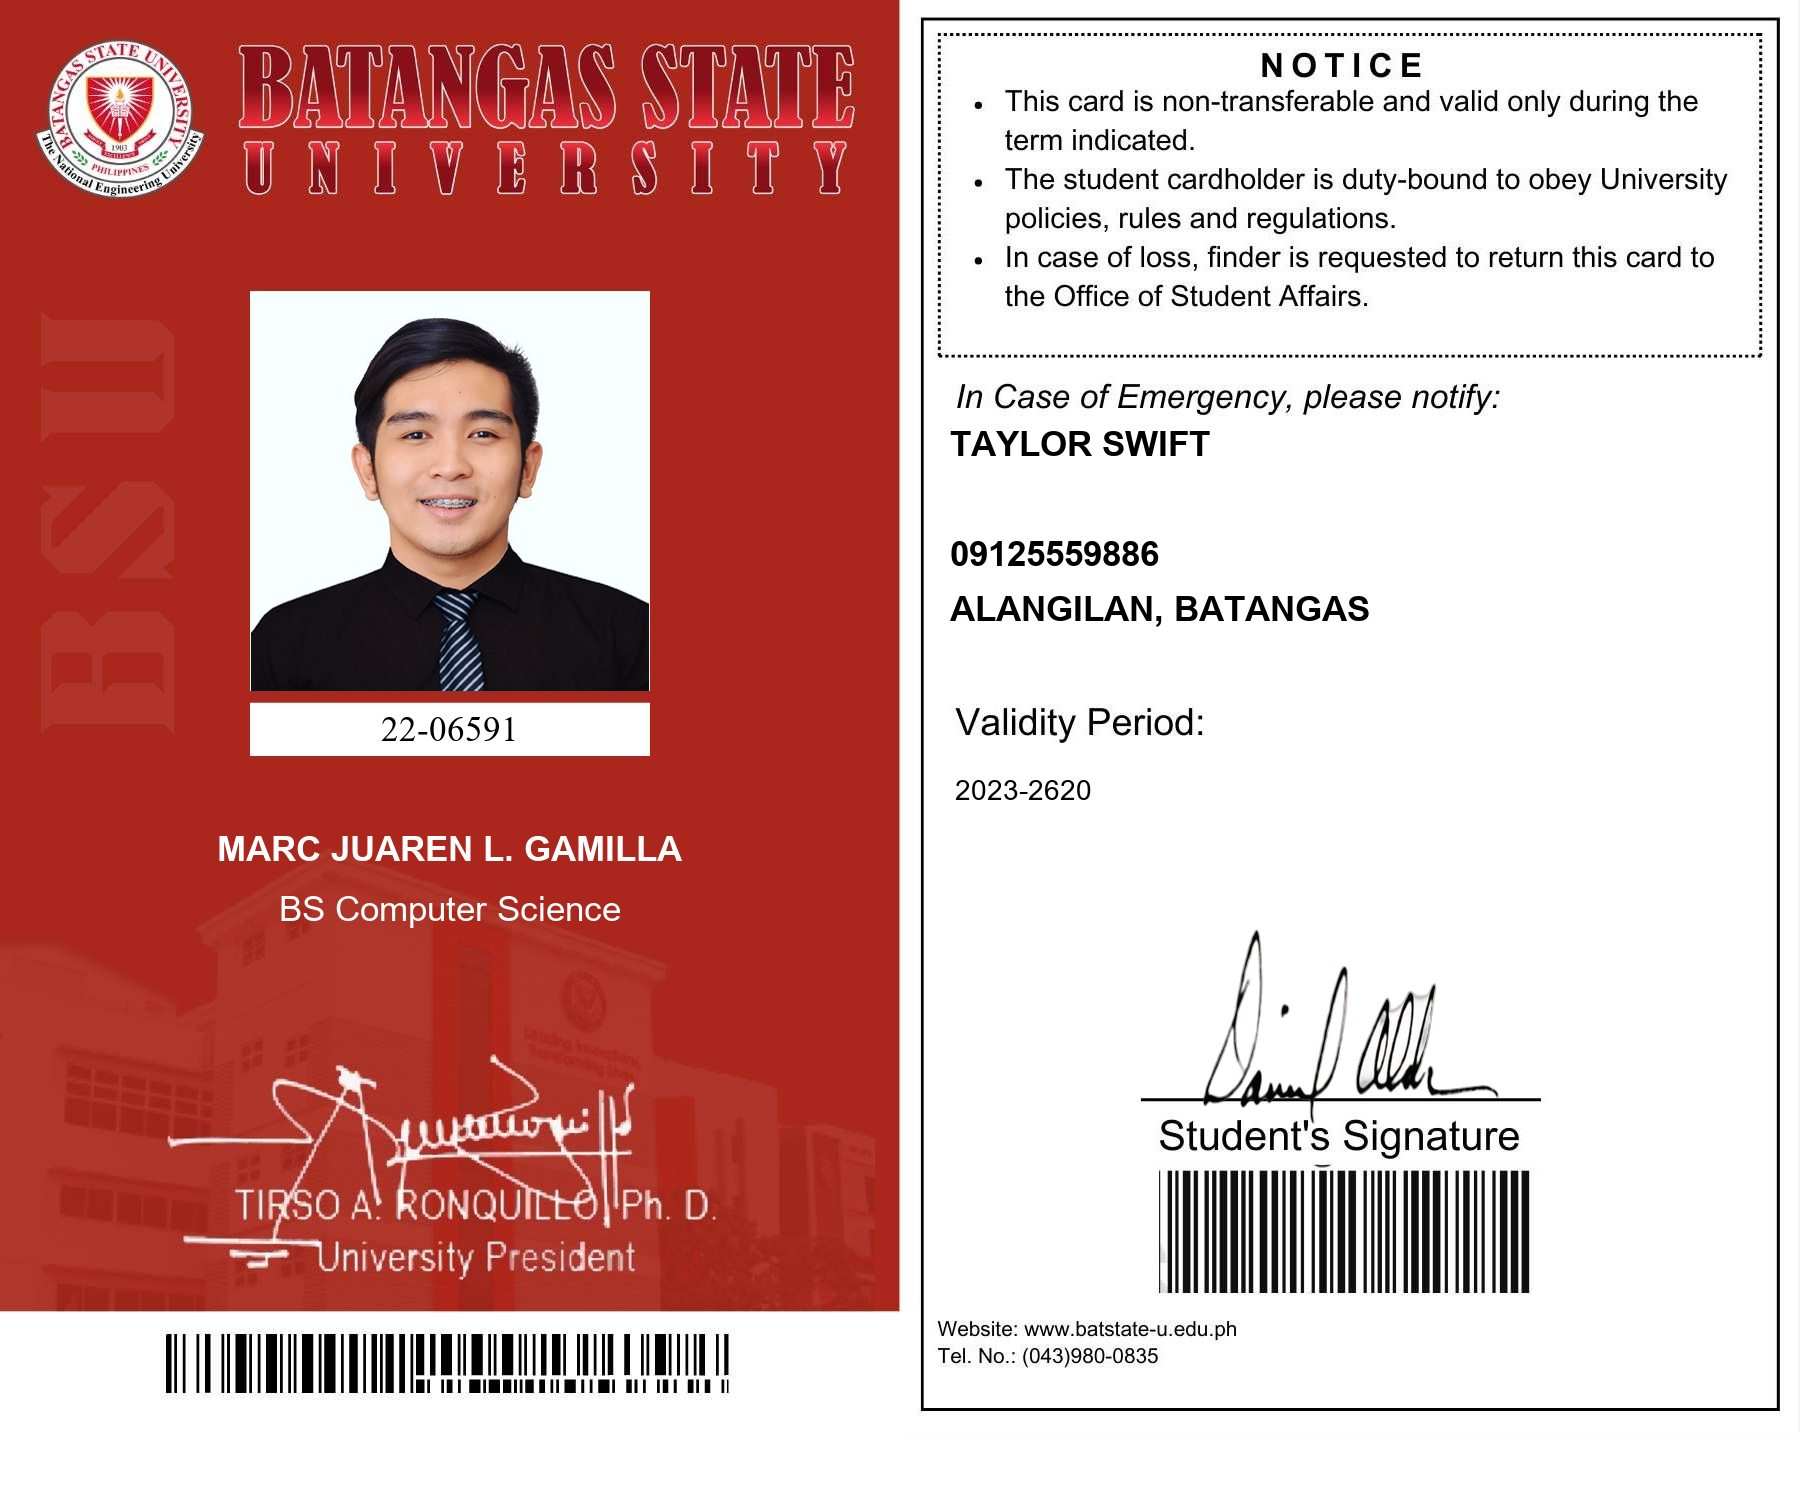 BATANGAS STATE UNIVERSITY
The National Engineering University
1903
EXCELLENCE
PHILIPPINES
BATANGAS STATE
UNIVERSITY
BSU
22-06591
MARC JUAREN L. GAMILLA
BS Computer Science
Leading Innovations,
Transforming Lives
TIRSO A. RONQUILLO, Ph. D.
University President
NOTICE
• This card is non-transferable and valid only during the
term indicated.
• The student cardholder is duty-bound to obey University
policies, rules and regulations.
• In case of loss, finder is requested to return this card to
the Office of Student Affairs.
In Case of Emergency, please notify:
TAYLOR SWIFT
09125559886
ALANGILAN, BATANGAS
Validity Period:
2023-2620
Student's Signature
Website: www.batstate-u.edu.ph
Tel. No.: (043)980-0835